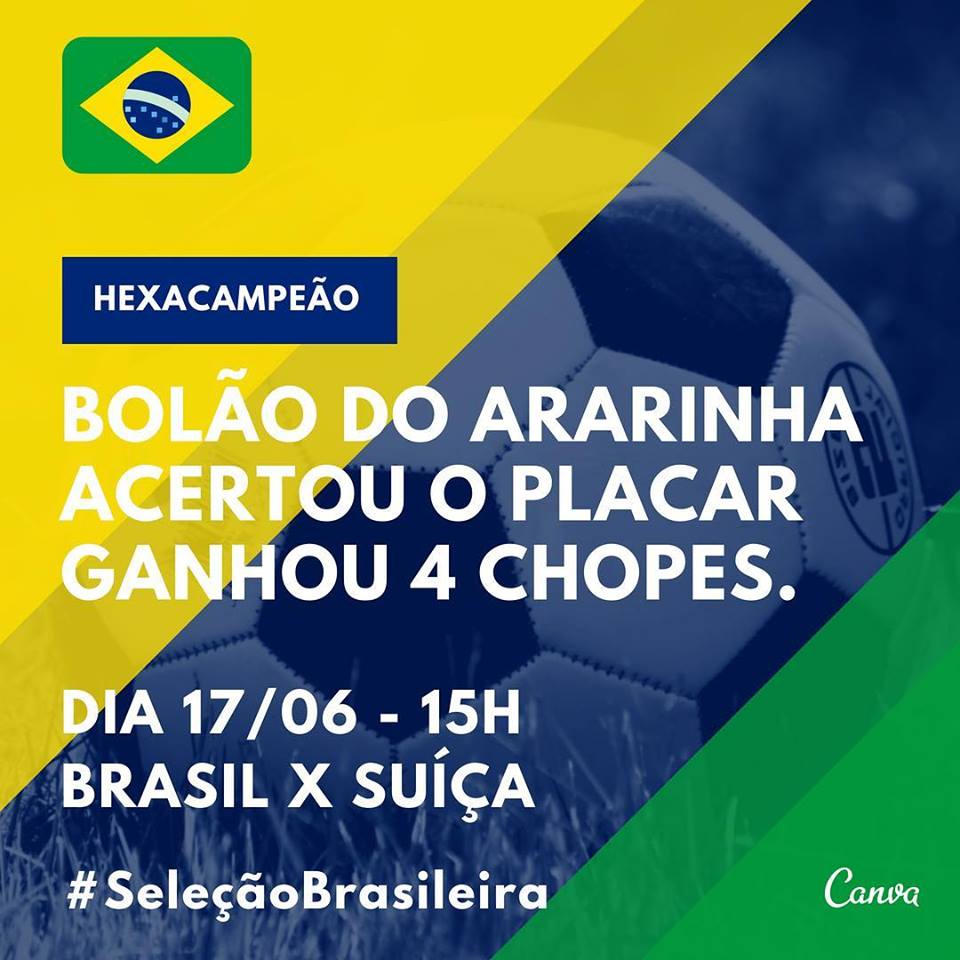 HEXACAMPEÃO
BOLÃO DO ARARINHA
ACERTOU O PLACAR
GANHOU 4 CHOPES.
DIA 17/06 - 15H
BRASIL X SUÍÇA
#SeleçãoBrasileira
Canva